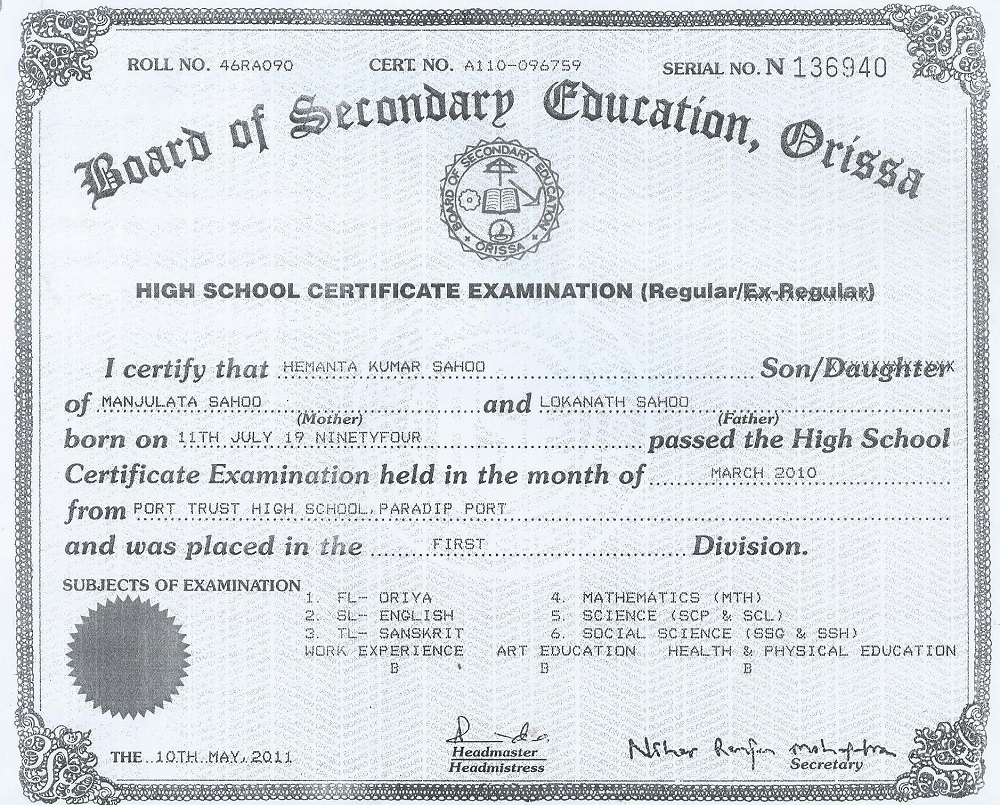 ROLL NO. 46RA090 CERT. NO. A110-096759 SERIAL NO. N 136940
Board of Secondary Education, Orissa
BOARD OF SECONDARY EDUCATION
ORISSA
HIGH SCHOOL CERTIFICATE EXAMINATION (Regular/Ex-Regular)
I certify that HEMANTA KUMAR SAHOO Son/Daughter
of MANJULATA SAHOO and LOKANATH SAHOO
(Mother) (Father)
born on 11TH JULY 19 NINETYFOUR passed the High School
Certificate Examination held in the month of MARCH 2010
from PORT TRUST HIGH SCHOOL, PARADIP PORT
and was placed in the FIRST Division.
SUBJECTS OF EXAMINATION
1. FL- ORIYA 4. MATHEMATICS (MTH)
2. SL- ENGLISH 5. SCIENCE (SCP & SCL)
3. TL- SANSKRIT 6. SOCIAL SCIENCE (SSG & SSH)
WORK EXPERIENCE ART EDUCATION HEALTH & PHYSICAL EDUCATION
B B B
THE 10TH MAY, 2011
Headmaster
Headmistress
Secretary